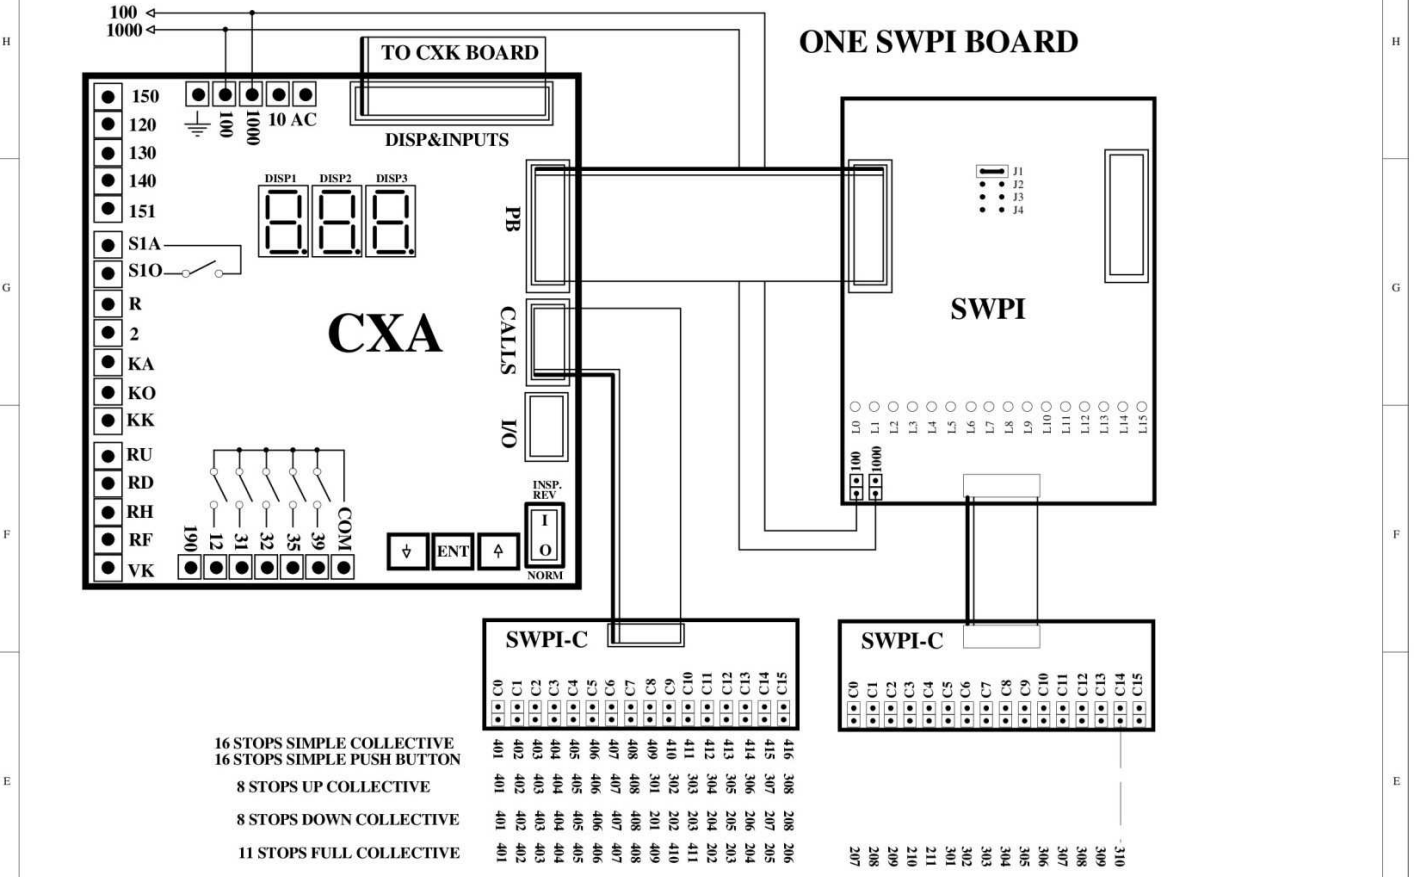 100
1000
H
H
TO CXK BOARD
ONE SWPI BOARD
150
120
130
140
151
S1A
S1O
R
2
KA
KO
KK
RU
RD
RH
RF
VK
100
1000
10 AC
DISP&INPUTS
DISP1 DISP2 DISP3
PB
CXA
CALLS
I/O
INSP.
REV
I
O
NORM
ENT
190 12 31 32 35 39 COM
J1
J2
J3
J4
SWPI
L0 L1 L2 L3 L4 L5 L6 L7 L8 L9 L10 L11 L12 L13 L14 L15
100 1000
G
G
F
F
E
E
SWPI-C
C0 C1 C2 C3 C4 C5 C6 C7 C8 C9 C10 C11 C12 C13 C14 C15
SWPI-C
C0 C1 C2 C3 C4 C5 C6 C7 C8 C9 C10 C11 C12 C13 C14 C15
16 STOPS SIMPLE COLLECTIVE
16 STOPS SIMPLE PUSH BUTTON
401 402 403 404 405 406 407 408 409 410 411 412 413 414 415 416
8 STOPS UP COLLECTIVE
401 402 403 404 405 406 407 408 301 302 303 304 305 306 307 308
8 STOPS DOWN COLLECTIVE
401 402 403 404 405 406 407 408 201 202 203 204 205 206 207 208
11 STOPS FULL COLLECTIVE
401 402 403 404 405 406 407 408 409 410 411 202 203 204 205 206
207 208 209 210 211 301 302 303 304 305 306 307 308 309 310